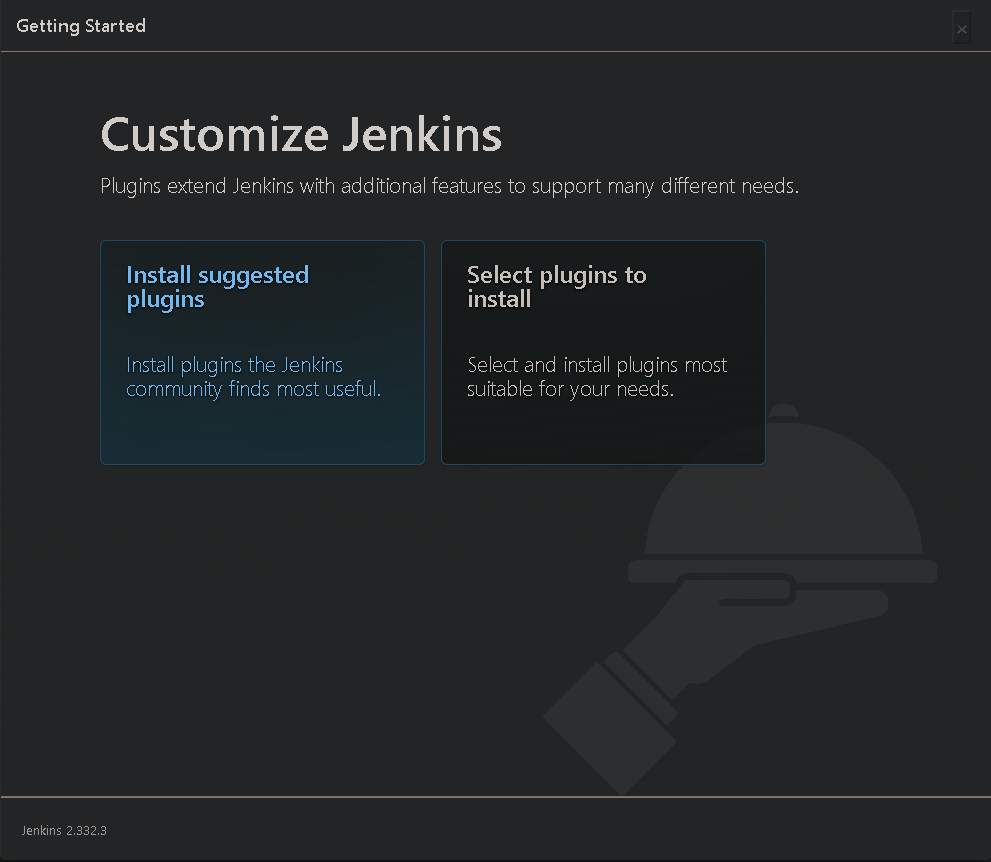 Getting Started
×
Customize Jenkins
Plugins extend Jenkins with additional features to support many different needs.
Install suggested
plugins
Install plugins the Jenkins
community finds most useful.
Select plugins to
install
Select and install plugins most
suitable for your needs.
Jenkins 2.332.3